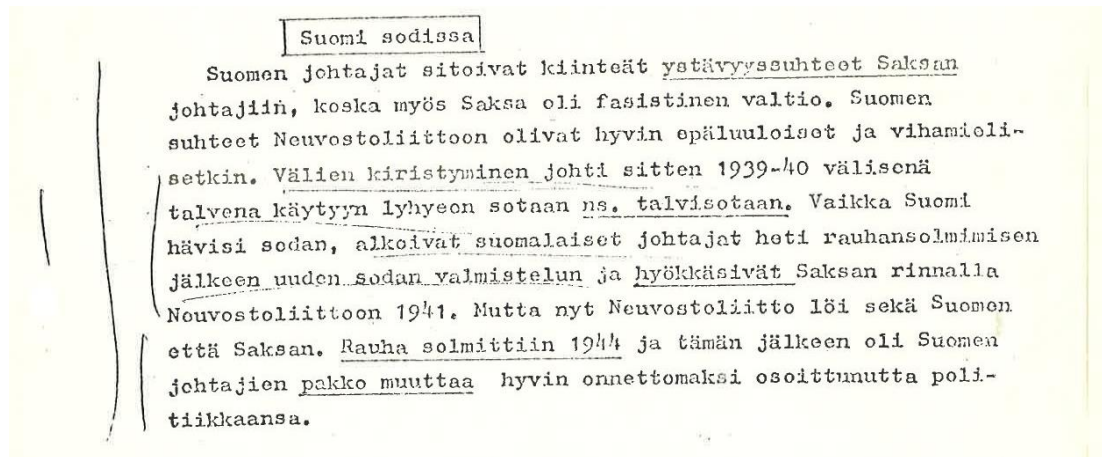 Suomi sodissa
Suomen johtajat sitoivat kiinteät ystävyyssuhteet Saksan
johtajiin, koska myös Saksa oli fasistinen valtio. Suomen
suhteet Neuvostoliittoon olivat hyvin epäluuloiset ja vihamieli-
setkin. Välien kiristyminen johti sitten 1939-40 välisenä
talvena käytyyn lyhyeen sotaan ns. talvisotaan. Vaikka Suomi
hävisi sodan, alkoivat suomalaiset johtajat heti rauhansolmimisen
jälkeen uuden sodan valmistelun ja hyökkäsivät Saksan rinnalla
Neuvostoliittoon 1941. Mutta nyt Neuvostoliitto löi sekä Suomen
että Saksan. Rauha solmittiin 1944 ja tämän jälkeen oli Suomen
johtajien pakko muuttaa hyvin onnettomaksi osoittunutta poli-
tiikkaansa.